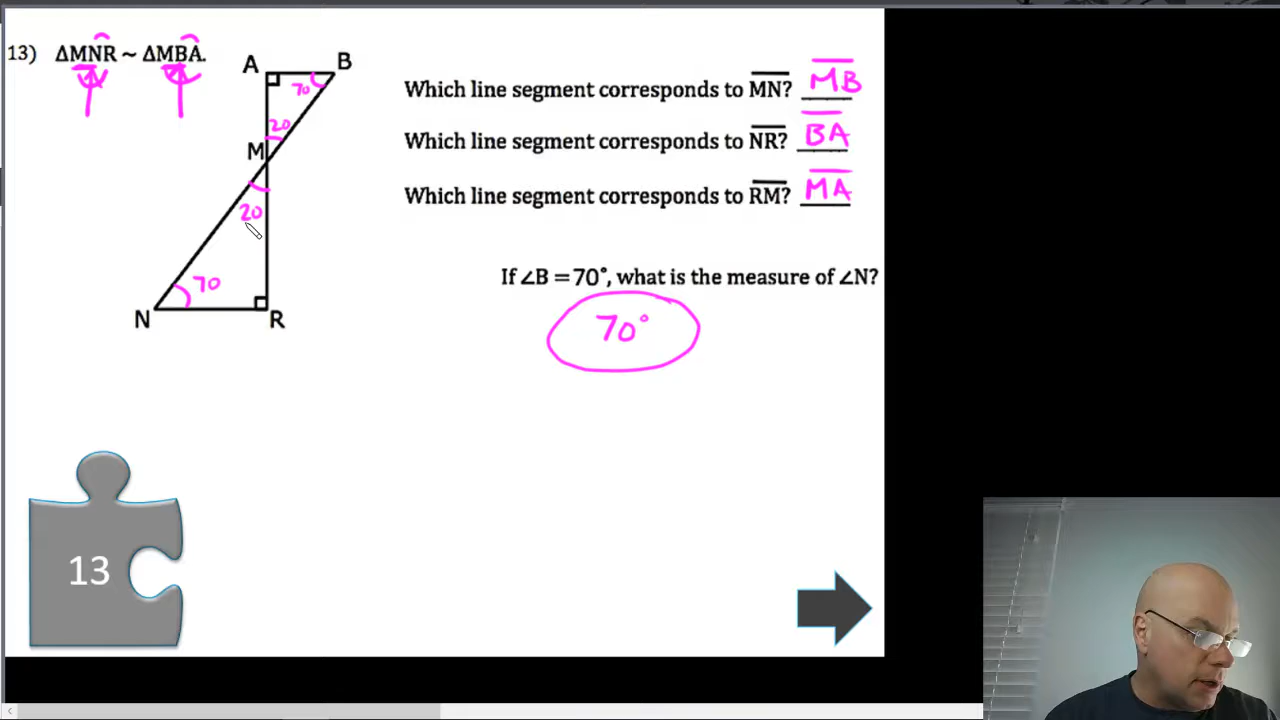 13) ΔMNR ~ ΔMBA.
A
B
70
20
M
20
70
N
R
Which line segment corresponds to MN? MB
Which line segment corresponds to NR? BA
Which line segment corresponds to RM? MA
If ∠B = 70°, what is the measure of ∠N?
70°
13